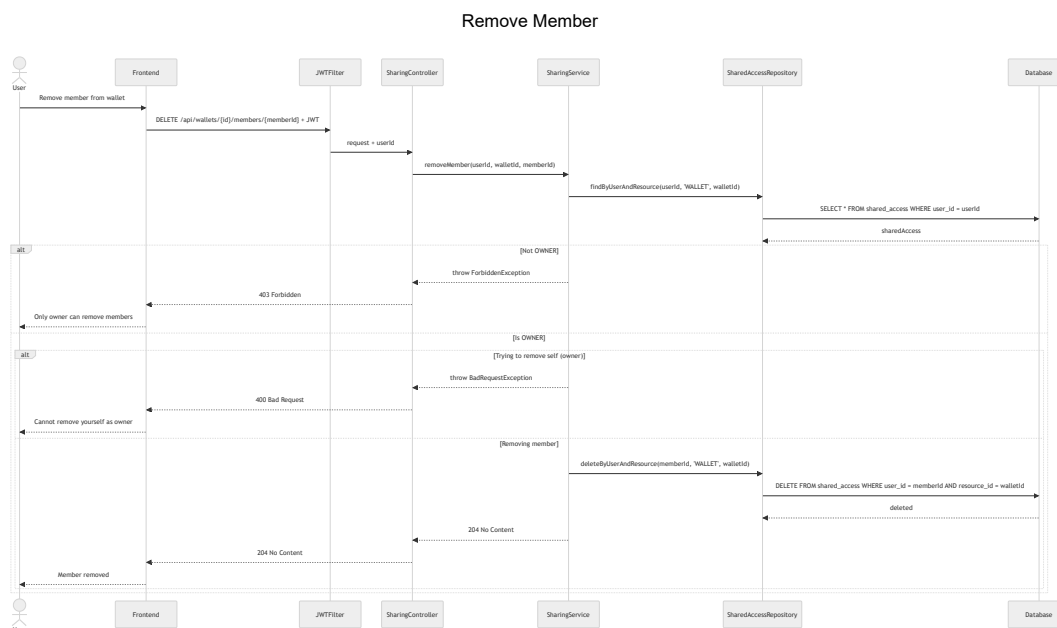 Remove Member
User
Frontend
JWTFilter
SharingController
SharingService
SharedAccessRepository
Database
Remove member from wallet
DELETE /api/wallets/{id}/members/{memberId} + JWT
request + userId
removeMember(userId, walletId, memberId)
findByUserAndResource(userId, 'WALLET', walletId)
SELECT * FROM shared_access WHERE user_id = userId
sharedAccess
alt
[Not OWNER]
throw ForbiddenException
403 Forbidden
Only owner can remove members
[Is OWNER]
alt
[Trying to remove self (owner)]
throw BadRequestException
400 Bad Request
Cannot remove yourself as owner
[Removing member]
deleteByUserAndResource(memberId, 'WALLET', walletId)
DELETE FROM shared_access WHERE user_id = memberId AND resource_id = walletId
deleted
204 No Content
204 No Content
Member removed
Frontend
JWTFilter
SharingController
SharingService
SharedAccessRepository
Database